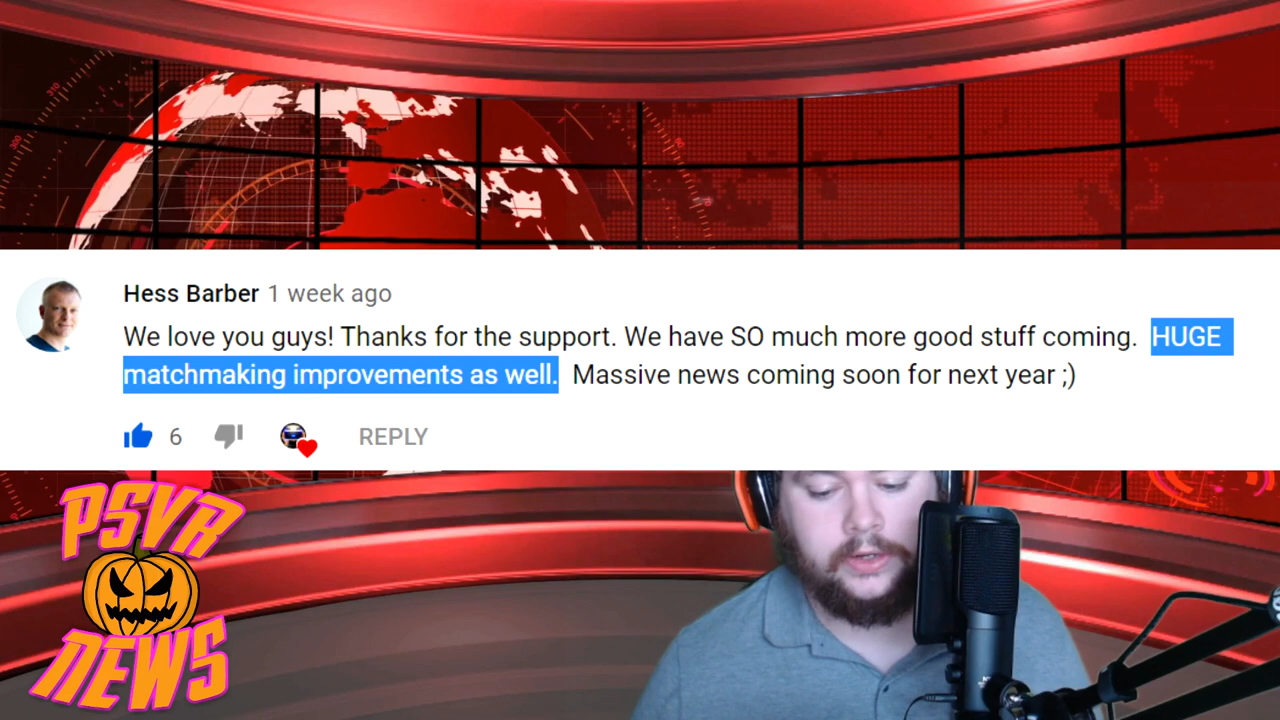 Hess Barber 1 week ago
We love you guys! Thanks for the support. We have SO much more good stuff coming. HUGE
matchmaking improvements as well. Massive news coming soon for next year ;)
6 REPLY
PSVR
NEWS